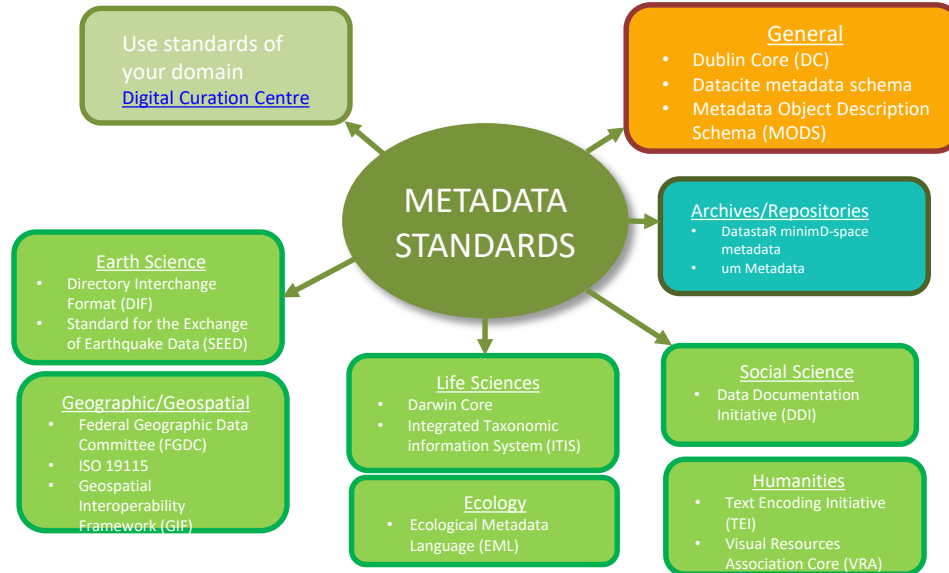 Use standards of
your domain
Digital Curation Centre
General
• Dublin Core (DC)
• Datacite metadata schema
• Metadata Object Description
Schema (MODS)
METADATA
STANDARDS
Archives/Repositories
• DatastaR minimD-space
metadata
• um Metadata
Earth Science
• Directory Interchange
Format (DIF)
• Standard for the Exchange
of Earthquake Data (SEED)
Geographic/Geospatial
• Federal Geographic Data
Committee (FGDC)
• ISO 19115
• Geospatial
Interoperability
Framework (GIF)
Life Sciences
• Darwin Core
• Integrated Taxonomic
information System (ITIS)
Ecology
• Ecological Metadata
Language (EML)
Social Science
• Data Documentation
Initiative (DDI)
Humanities
• Text Encoding Initiative
(TEI)
• Visual Resources
Association Core (VRA)